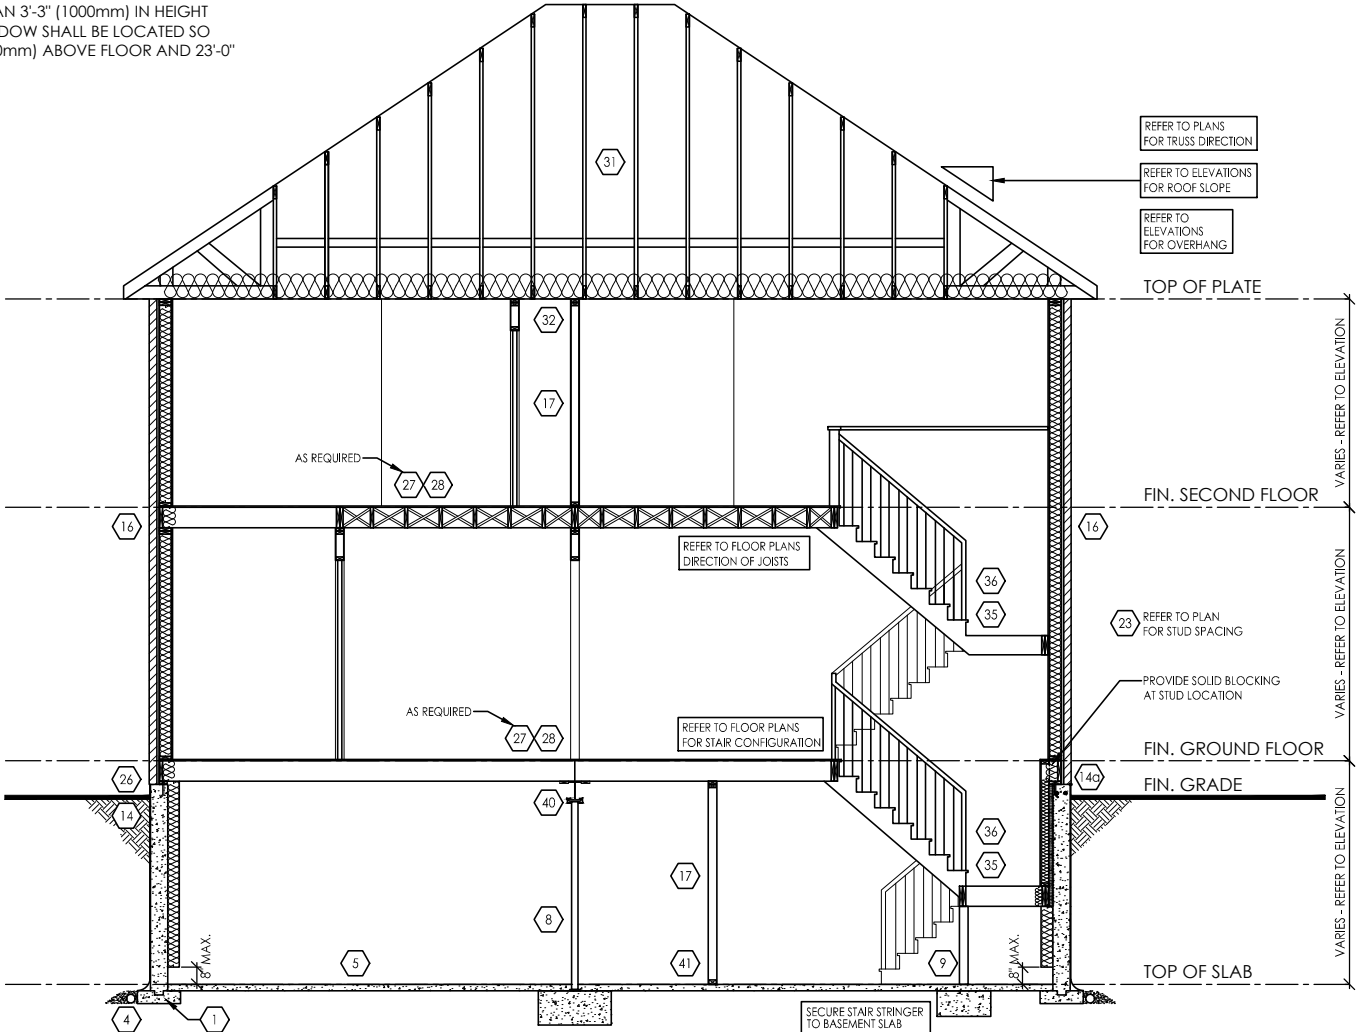 AN 3'-3" (1000mm) IN HEIGHT
DOW SHALL BE LOCATED SO
0mm) ABOVE FLOOR AND 23'-0"
REFER TO PLANS
FOR TRUSS DIRECTION
31
REFER TO ELEVATIONS
FOR ROOF SLOPE
REFER TO
ELEVATIONS
FOR OVERHANG
TOP OF PLATE
32
17
VARIES - REFER TO ELEVATION
AS REQUIRED
27 28
FIN. SECOND FLOOR
16
16
REFER TO FLOOR PLANS
DIRECTION OF JOISTS
36
35
23
REFER TO PLAN
FOR STUD SPACING
VARIES - REFER TO ELEVATION
PROVIDE SOLID BLOCKING
AT STUD LOCATION
AS REQUIRED
27 28
REFER TO FLOOR PLANS
FOR STAIR CONFIGURATION
FIN. GROUND FLOOR
26
14a
FIN. GRADE
40
14
36
35
17
VARIES - REFER TO ELEVATION
8
8" MAX.
5
41
9
8" MAX.
TOP OF SLAB
4
1
SECURE STAIR STRINGER
TO BASEMENT SLAB